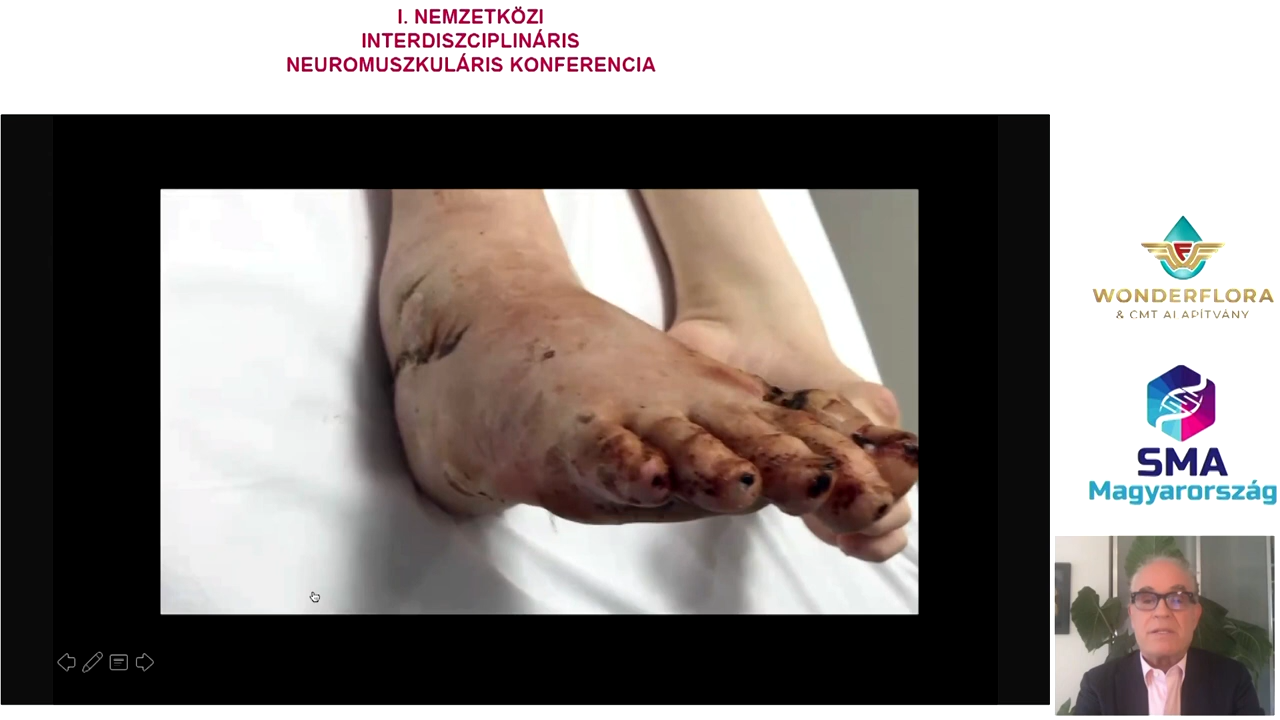 I. NEMZETKÖZI
INTERDISZCIPLINÁRIS
NEUROMUSZKULÁRIS KONFERENCIA
WONDERFLORA
& CMT ALAPÍTVÁNY
SMA
Magyarország